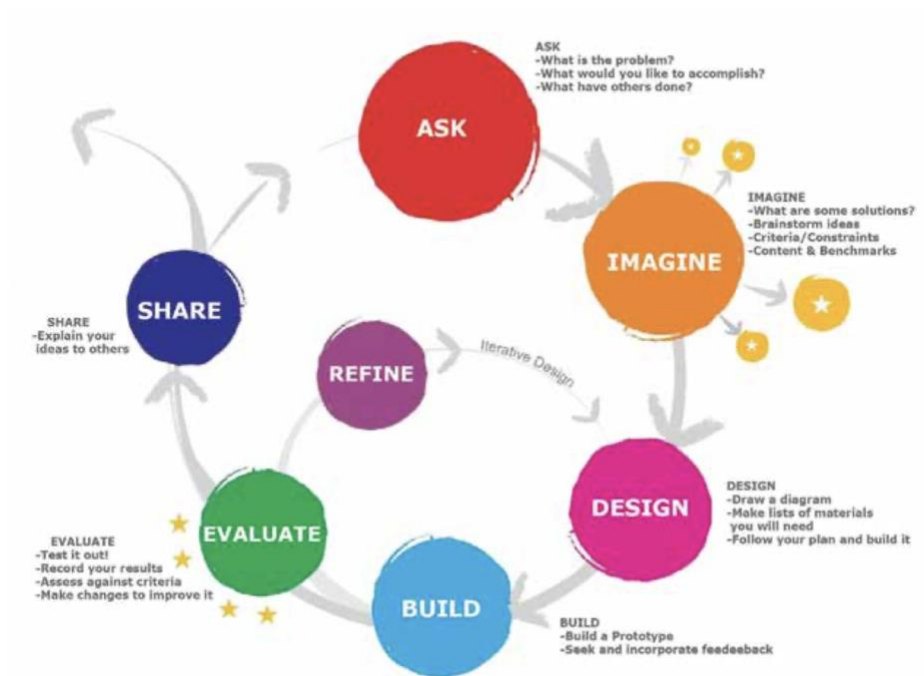 ASK
-What is the problem?
-What would you like to accomplish?
-What have others done?
ASK
IMAGINE
-What are some solutions?
-Brainstorm ideas
-Criteria/Constraints
-Content & Benchmarks
IMAGINE
SHARE
SHARE
-Explain your
ideas to others
REFINE
Iterative Design
DESIGN
DESIGN
-Draw a diagram
-Make lists of materials
you will need
-Follow your plan and build it
EVALUATE
EVALUATE
-Test it out!
-Record your results
-Assess against criteria
-Make changes to improve it
BUILD
BUILD
-Build a Prototype
-Seek and incorporate feedeeback